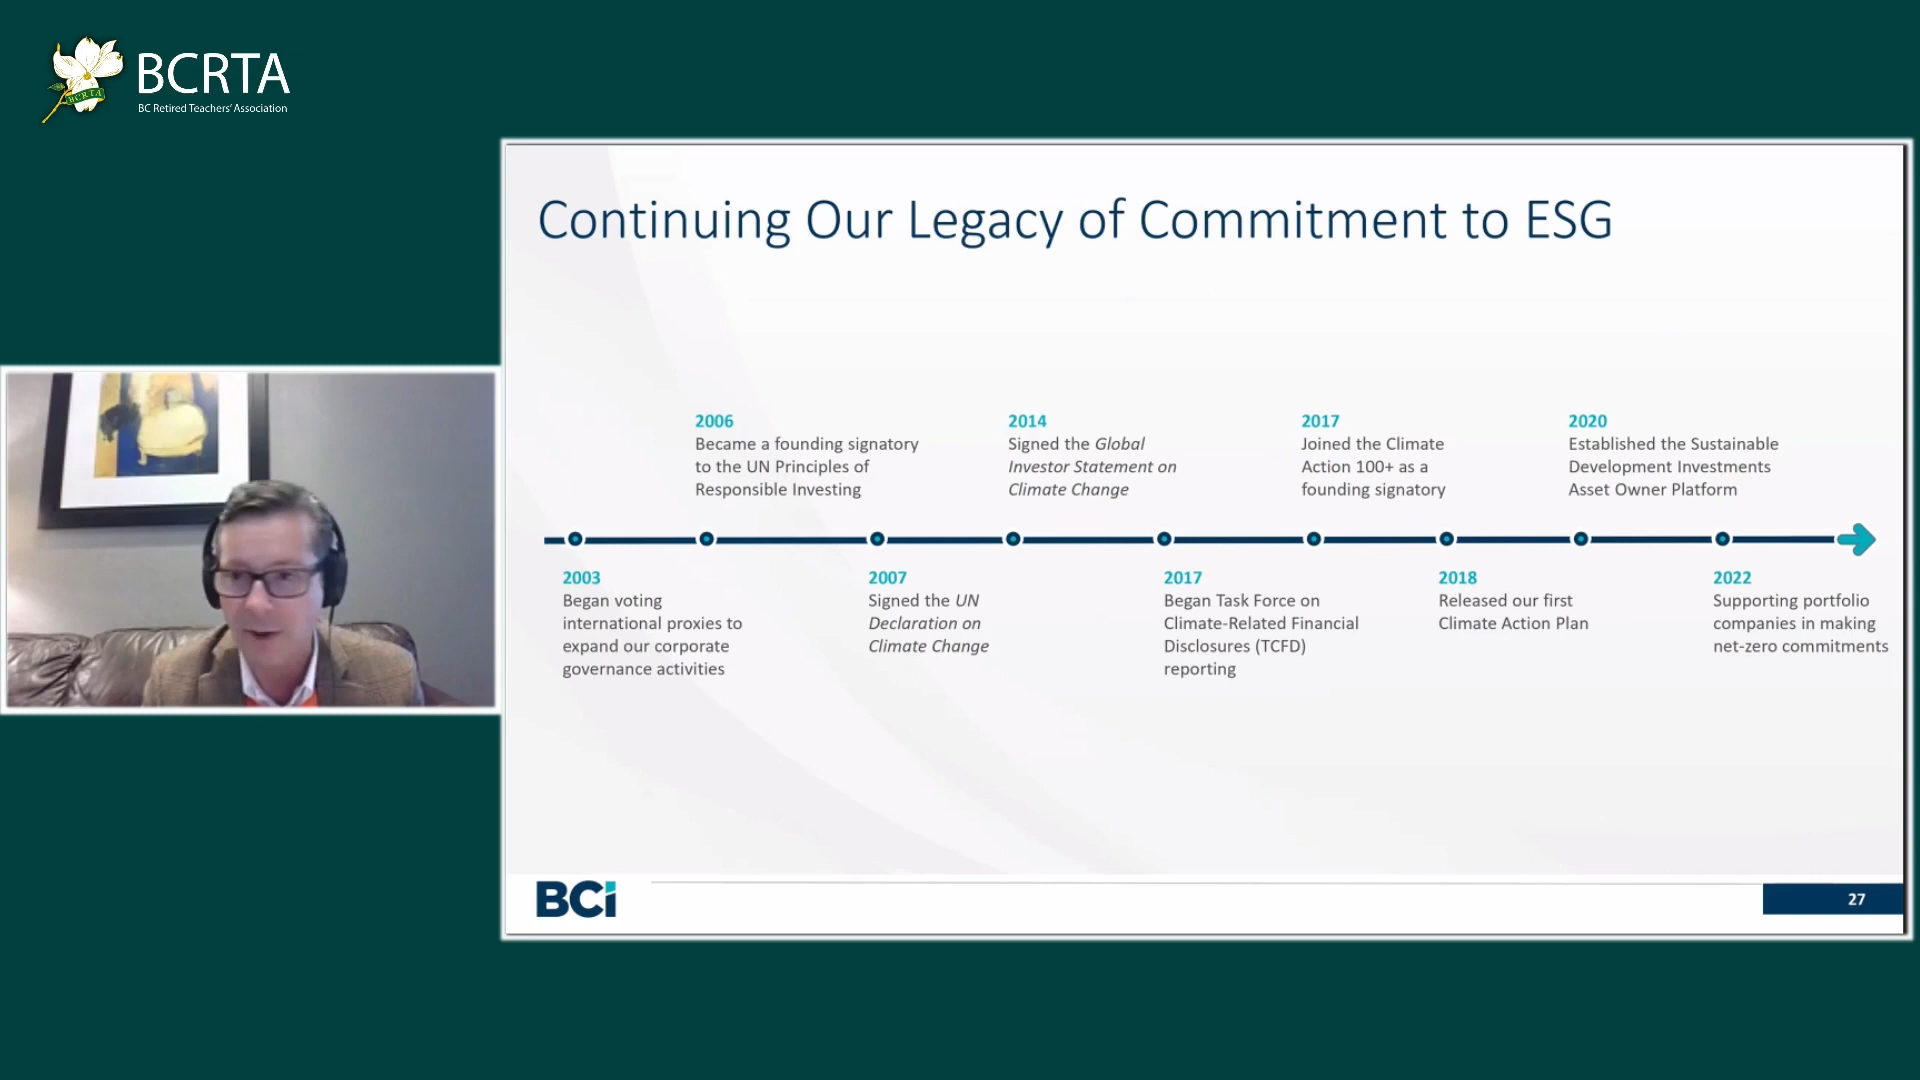 BCRTA
BC Retired Teachers' Association
BCRTA
Continuing Our Legacy of Commitment to ESG
2006
Became a founding signatory
to the UN Principles of
Responsible Investing
2014
Signed the Global
Investor Statement on
Climate Change
2017
Joined the Climate
Action 100+ as a
founding signatory
2020
Established the Sustainable
Development Investments
Asset Owner Platform
2003
Began voting
international proxies to
expand our corporate
governance activities
2007
Signed the UN
Declaration on
Climate Change
2017
Began Task Force on
Climate-Related Financial
Disclosures (TCFD)
reporting
2018
Released our first
Climate Action Plan
2022
Supporting portfolio
companies in making
net-zero commitments
BCi
27